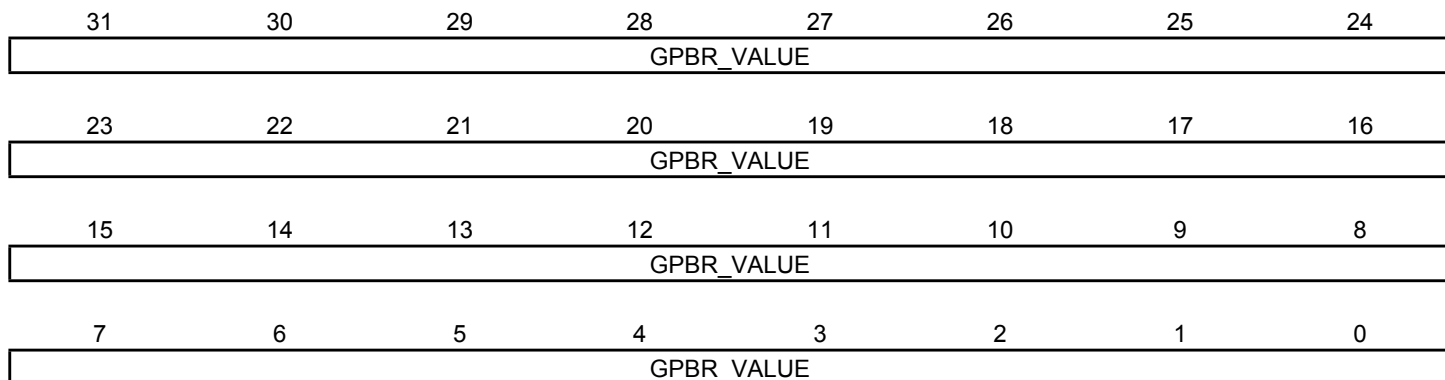 31 30 29 28 27 26 25 24
GPBR_VALUE
23 22 21 20 19 18 17 16
GPBR_VALUE
15 14 13 12 11 10 9 8
GPBR_VALUE
7 6 5 4 3 2 1 0
GPBR_VALUE